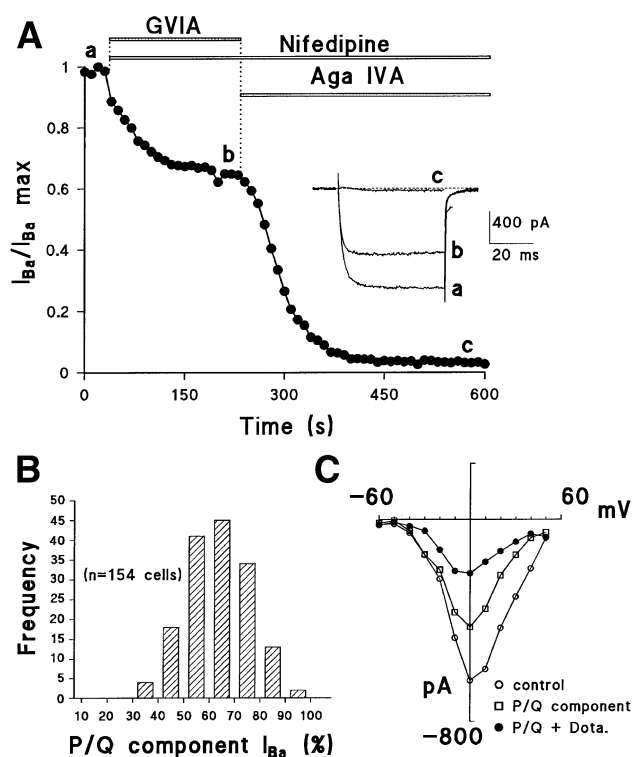 A
GVIA
Nifedipine
Aga IVA
a
b
c
1
0.8
0.6
0.4
0.2
0
I_Ba/I_Ba max
0 150 300 450 600
Time (s)
c
b
a
400 pA
20 ms
B
50
45
40
35
30
25
20
15
10
5
0
Frequency
(n=154 cells)
10 20 30 40 50 60 70 80 90 100
P/Q component I_Ba (%)
C
-60
60
mV
pA
-800
control
P/Q component
P/Q + Dota.